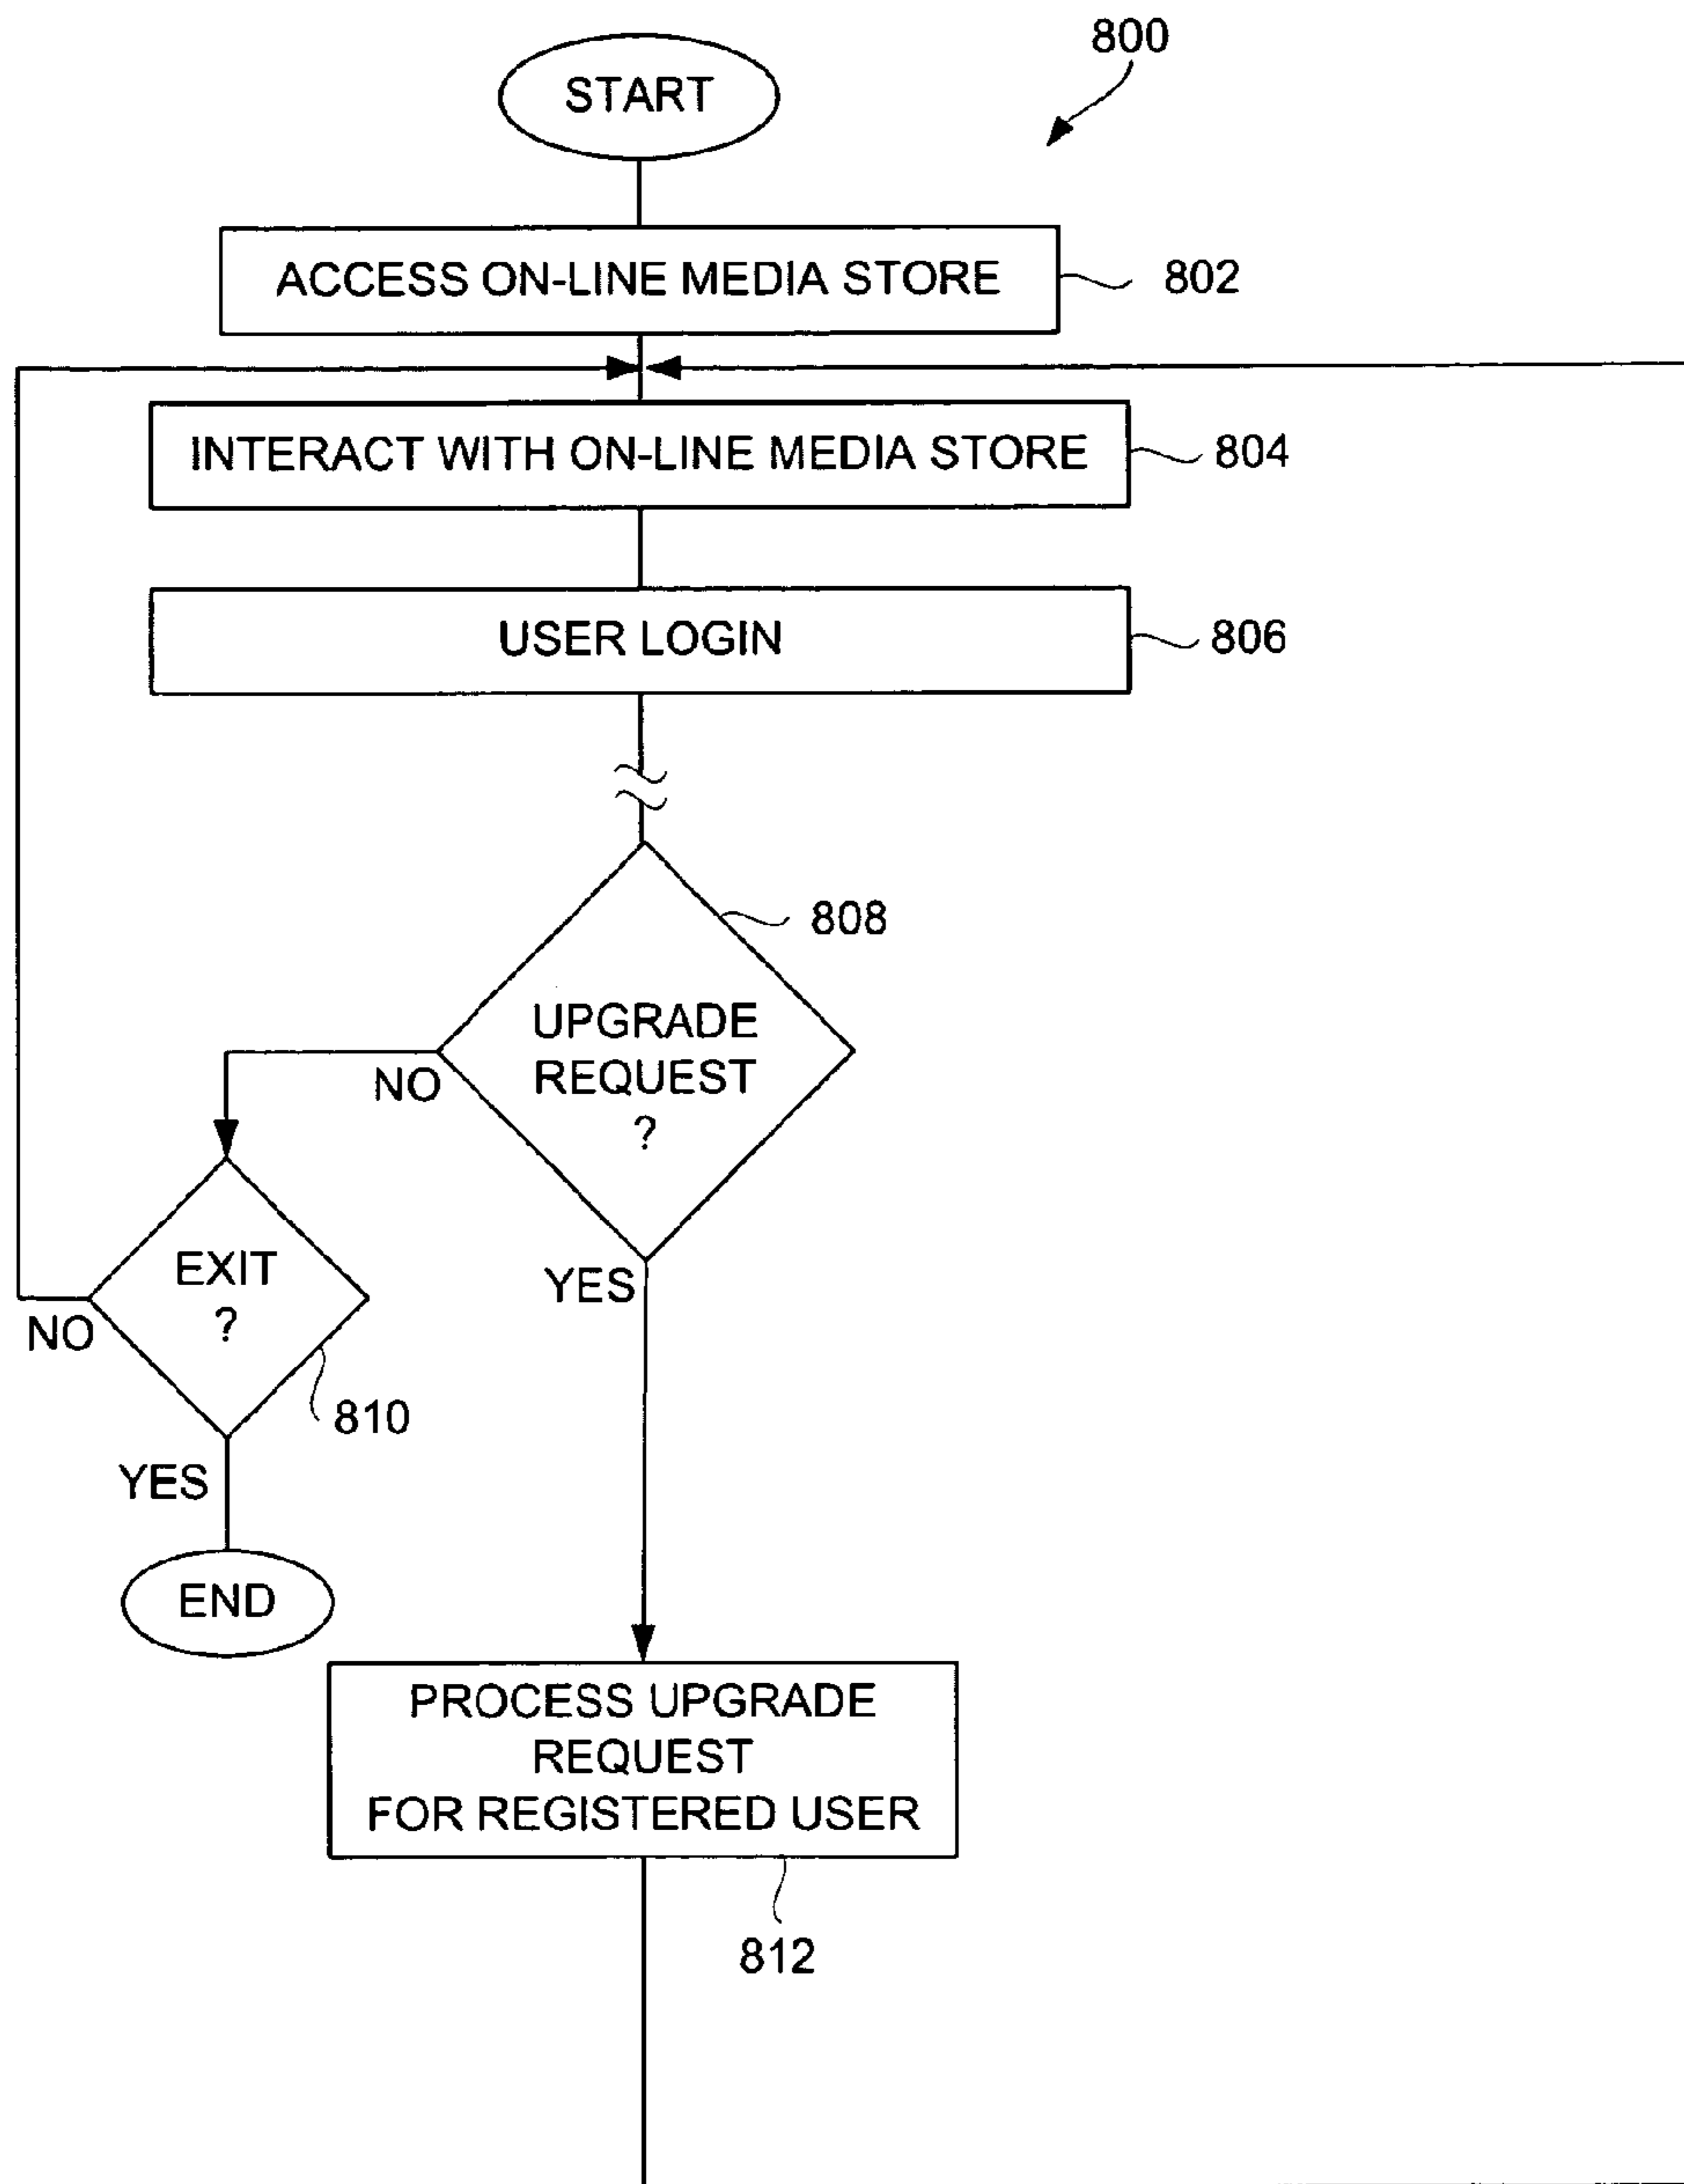 800
START
ACCESS ON-LINE MEDIA STORE
802
INTERACT WITH ON-LINE MEDIA STORE
804
USER LOGIN
806
808
UPGRADE
REQUEST
?
NO
YES
EXIT
?
NO
810
YES
END
PROCESS UPGRADE
REQUEST
FOR REGISTERED USER
812